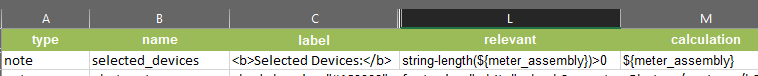 A B C L M
type name label relevant calculation
note selected_devices <b>Selected Devices:</b> string-length(${meter_assembly})>0 ${meter_assembly}